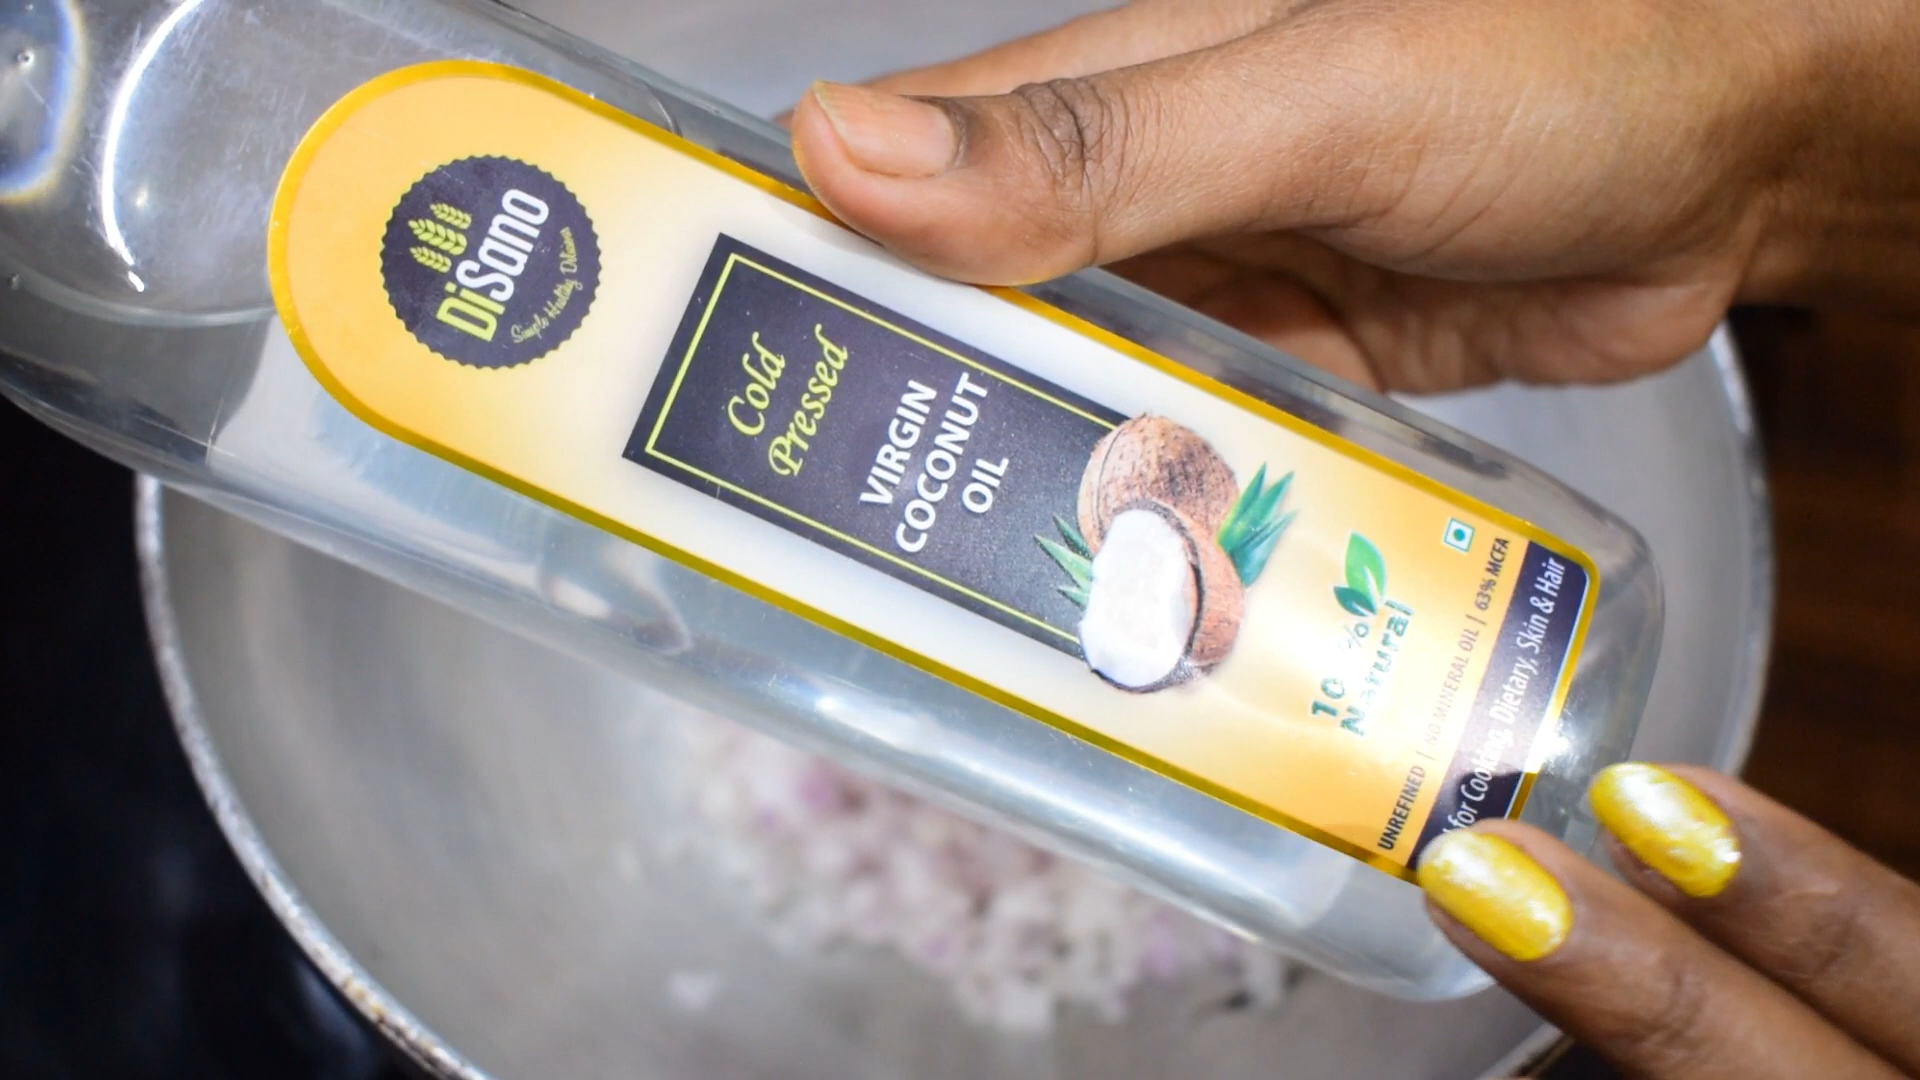 DiSano
Simple Healthy Delicious
Cold
Pressed
VIRGIN
COCONUT
OIL
Natural
UNREFINED | NO MINERAL OIL | 63% MCFA
for Cooking, Dietary, Skin & Hair